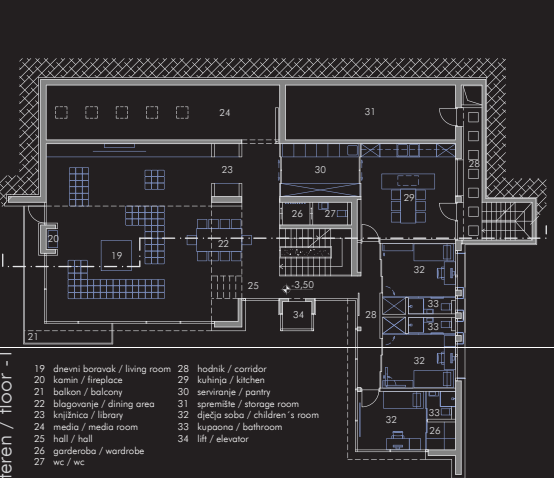 24
31
28
23
30
29
26
27
20
22
19
32
25
-3,50
33
34
28
33
21
32
32
33
26
teren / floor -1
19 dnevni boravak / living room
20 kamin / fireplace
21 balkon / balcony
22 blagovanje / dining area
23 knjižnica / library
24 media / media room
25 hall / hall
26 garderoba / wardrobe
27 wc / wc
28 hodnik / corridor
29 kuhinja / kitchen
30 serviranje / pantry
31 spremište / storage room
32 dječja soba / children´s room
33 kupaona / bathroom
34 lift / elevator